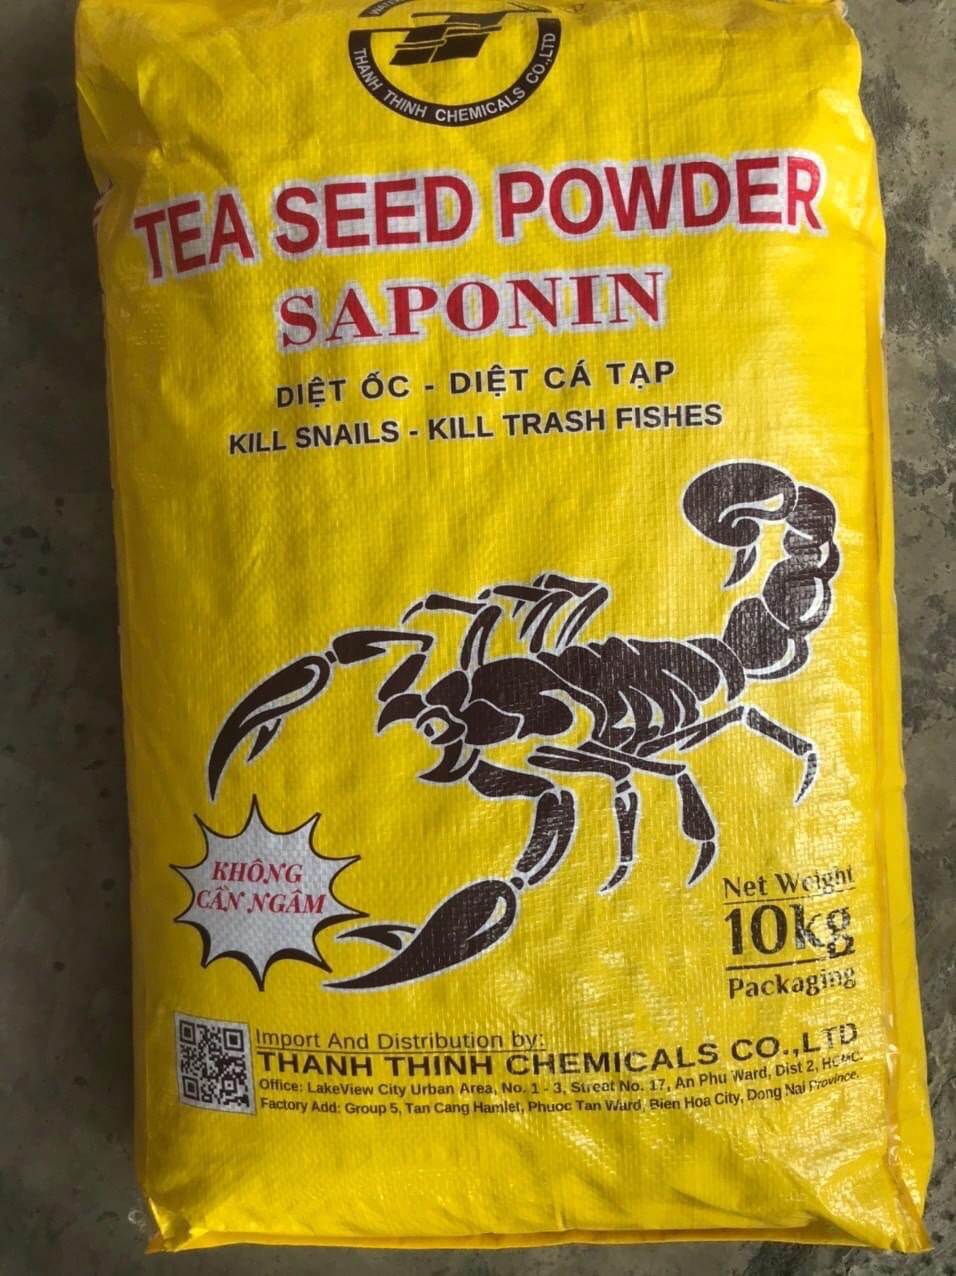 THANH THINH CHEMICALS CO.,LTD
TEA SEED POWDER
SAPONIN
DIỆT ỐC - DIỆT CÁ TẠP
KILL SNAILS - KILL TRASH FISHES
KHÔNG
CẦN NGÂM
Net Weight
10kg
Packaging
Import And Distribution by:
THANH THINH CHEMICALS CO.,LTD
Office: LakeView City Urban Area, No. 1 - 3, Street No. 17, An Phu Ward, Dist 2, HCMC.
Factory Add: Group 5, Tan Cang Hamlet, Phuoc Tan Ward, Bien Hoa City, Dong Nai Province.